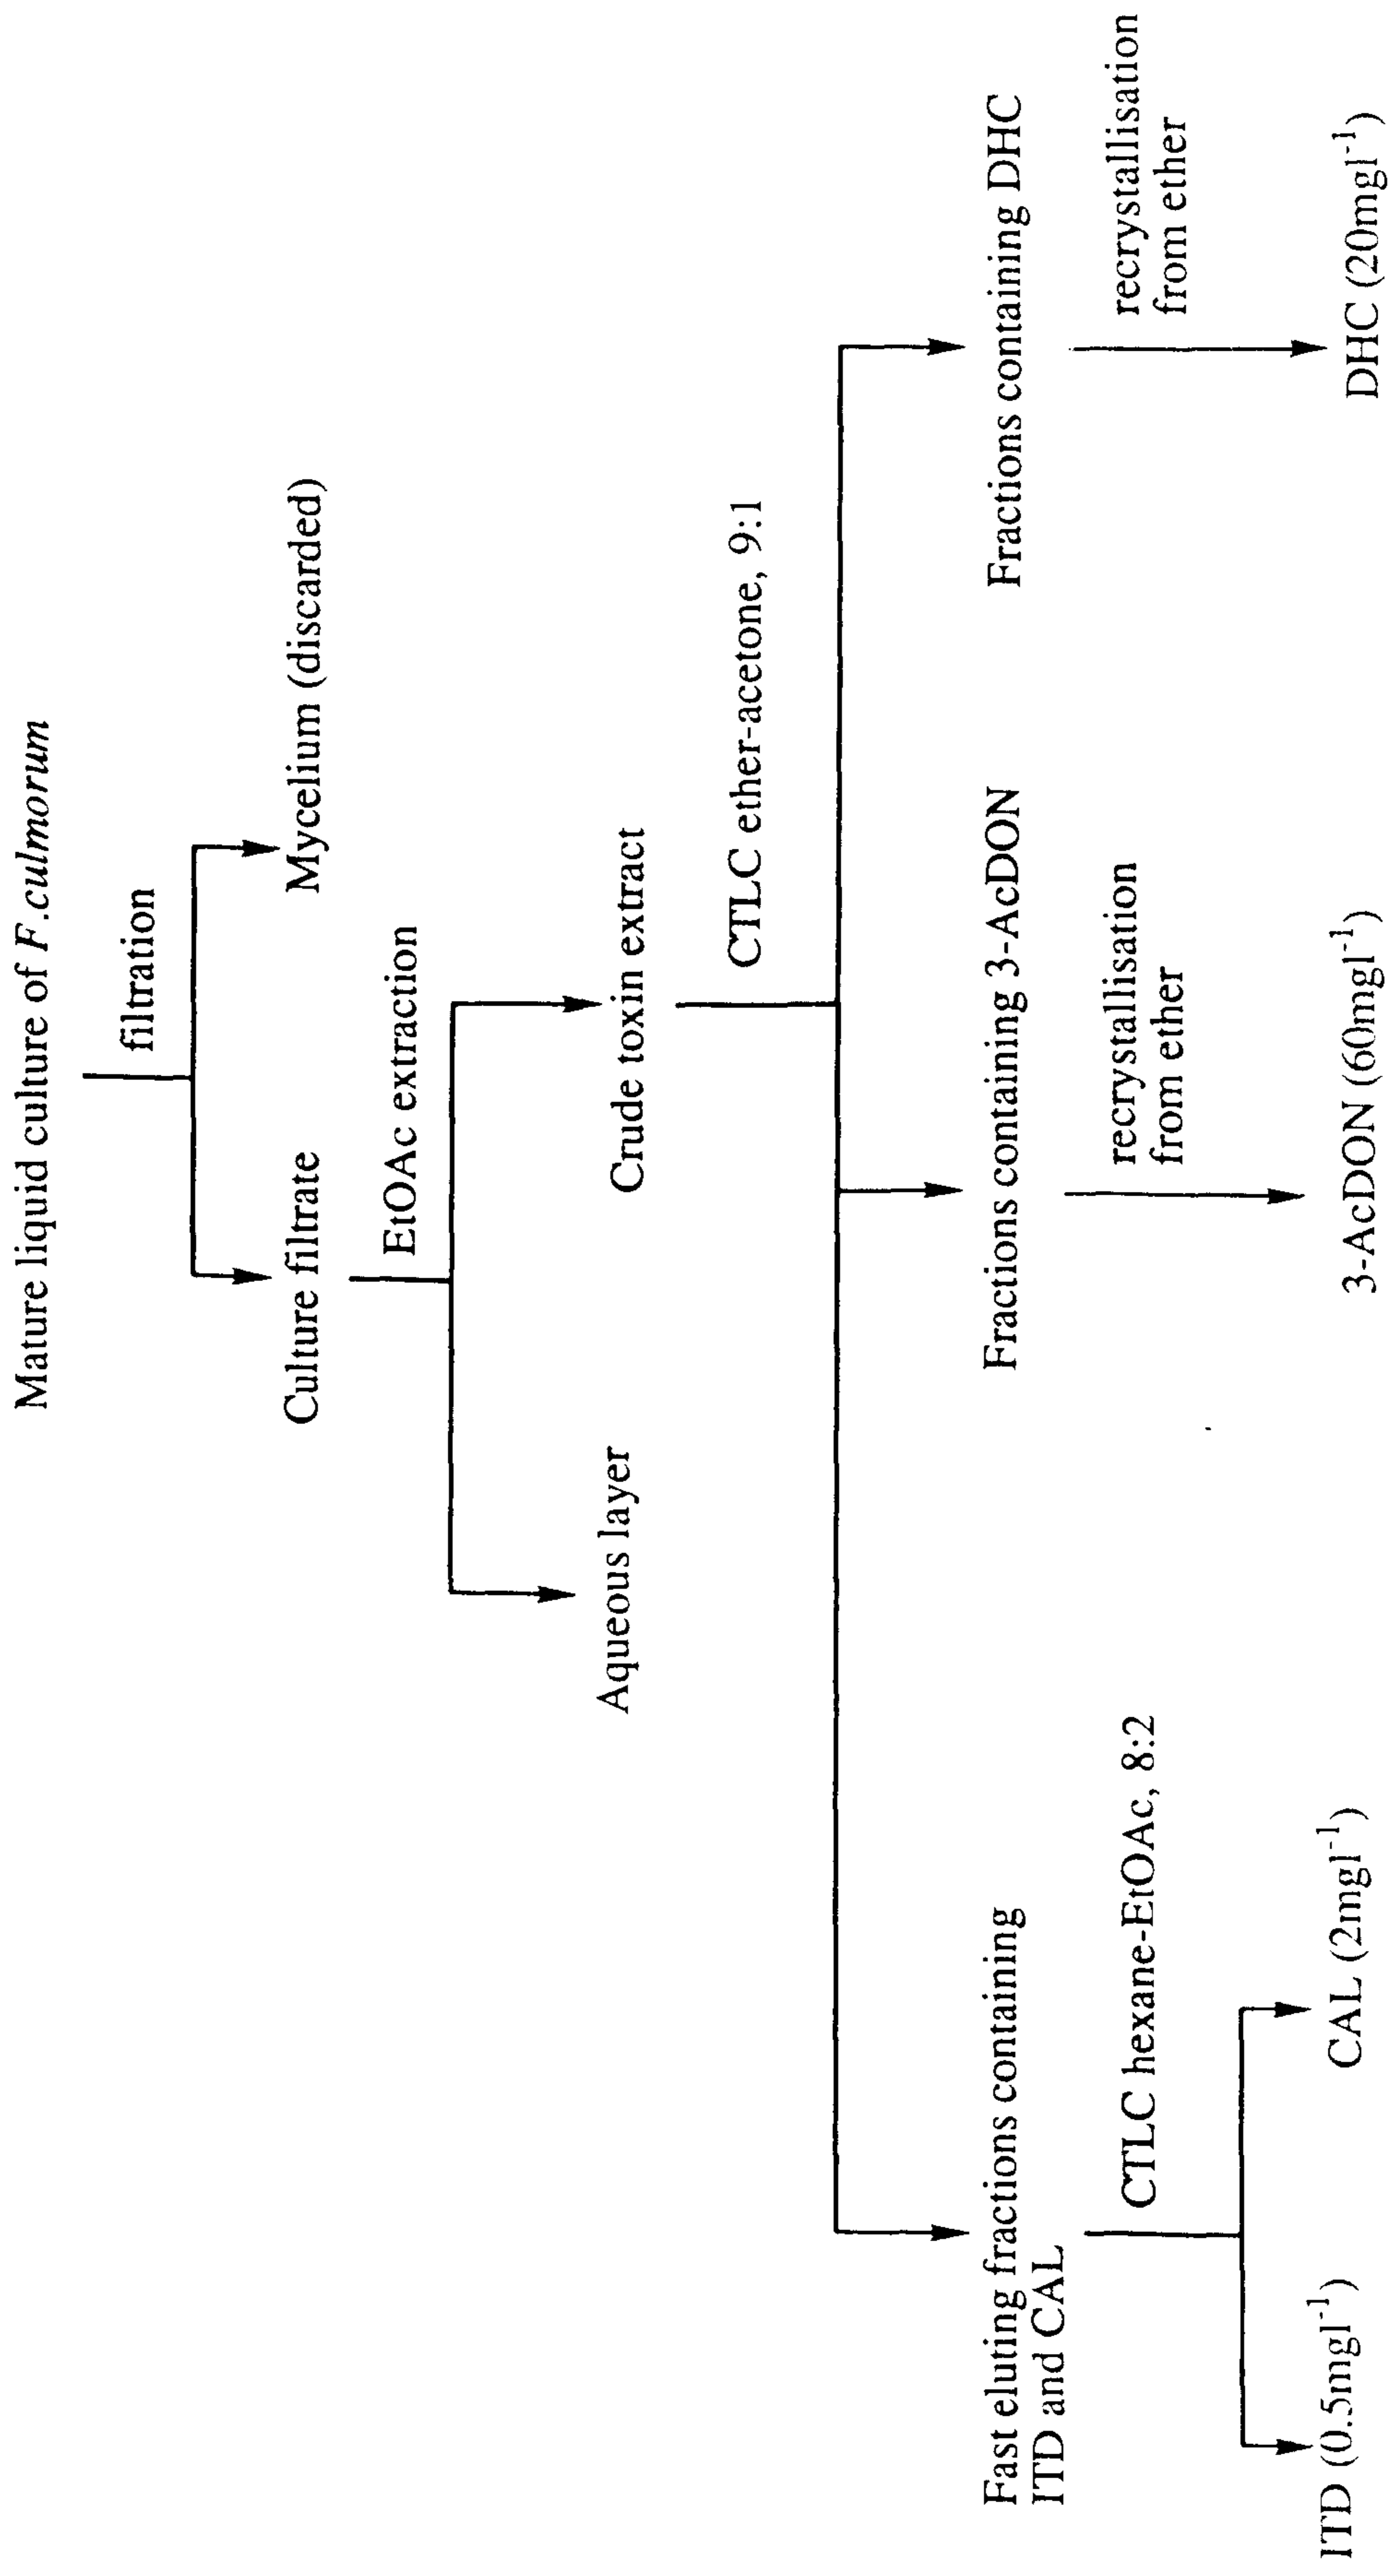 Mature liquid culture of F.culmorum
filtration
Culture filtrate
Mycelium (discarded)
EtOAc extraction
Aqueous layer
Crude toxin extract
CTLC ether-acetone, 9:1
Fast eluting fractions containing
ITD and CAL
Fractions containing 3-AcDON
Fractions containing DHC
CTLC hexane-EtOAc, 8:2
recrystallisation
from ether
recrystallisation
from ether
ITD (0.5mgl⁻¹)
CAL (2mgl⁻¹)
3-AcDON (60mgl⁻¹)
DHC (20mgl⁻¹)